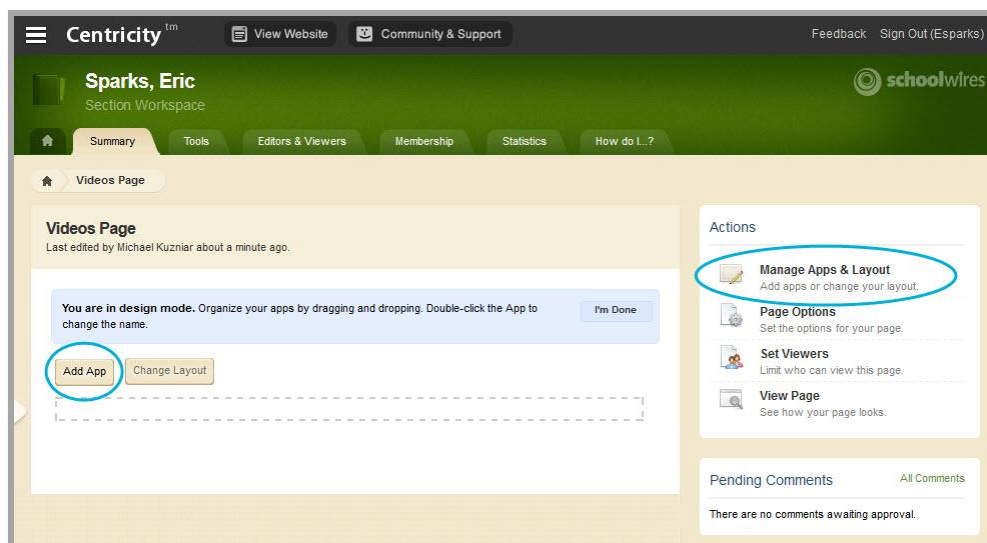 Centricity tm
View Website
Community & Support
Feedback
Sign Out (Esparks)
Sparks, Eric
Section Workspace
schoolwires
Summary
Tools
Editors & Viewers
Membership
Statistics
How do I...?
Videos Page
Videos Page
Last edited by Michael Kuzniar about a minute ago.
You are in design mode. Organize your apps by dragging and dropping. Double-click the App to
change the name.
I'm Done
Add App
Change Layout
Actions
Manage Apps & Layout
Add apps or change your layout.
Page Options
Set the options for your page.
Set Viewers
Limit who can view this page.
View Page
See how your page looks.
Pending Comments
All Comments
There are no comments awaiting approval.